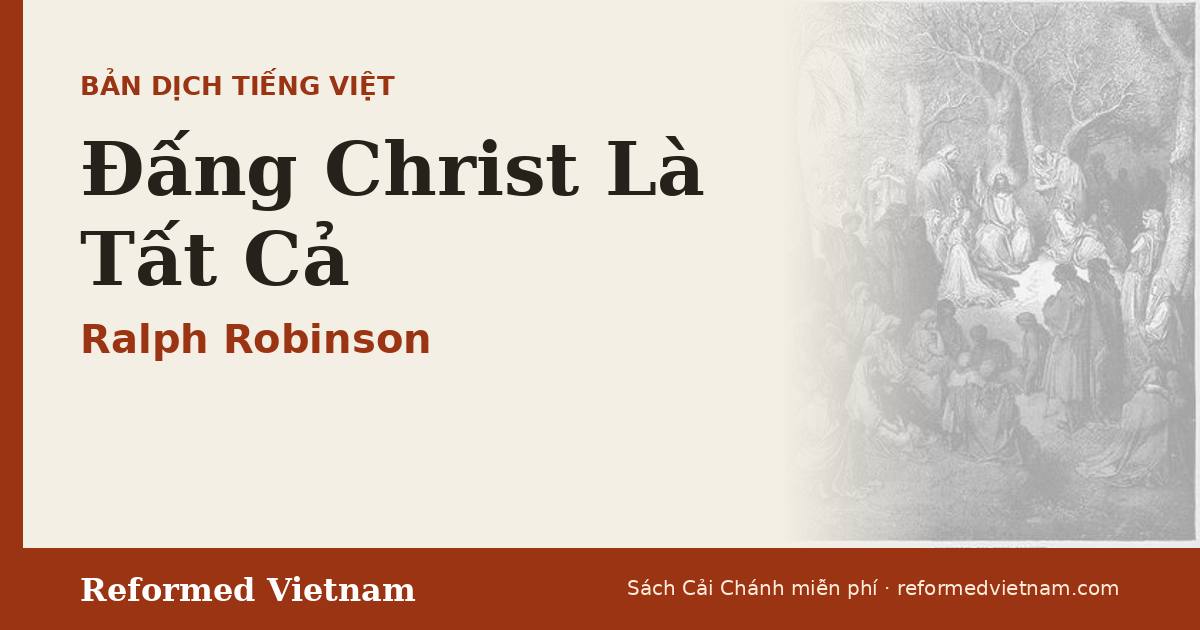 BẢN DỊCH TIẾNG VIỆT
Đấng Christ Là
Tất Cả
Ralph Robinson
Reformed Vietnam
Sách Cải Chánh miễn phí · reformedvietnam.com